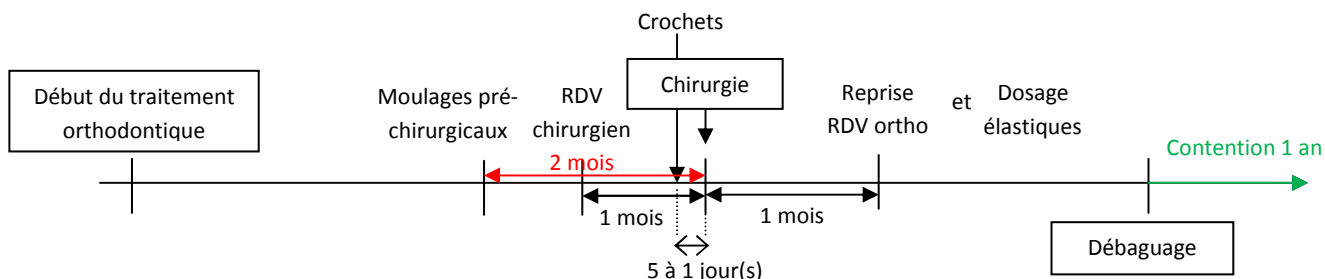 Crochets
Début du traitement
orthodontique
Moulages pré-
chirurgicaux
RDV
chirurgien
Chirurgie
Reprise
RDV ortho
et
Dosage
élastiques
2 mois
Contention 1 an
1 mois
1 mois
Débaguage
5 à 1 jour(s)